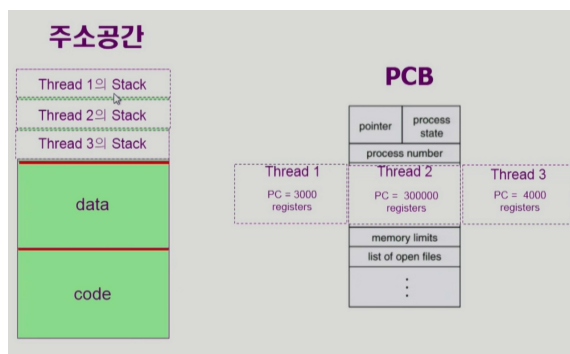 주소공간
Thread 1의 Stack
Thread 2의 Stack
Thread 3의 Stack
data
code
PCB
pointer
process
state
process number
Thread 1
PC = 3000
registers
Thread 2
PC = 300000
registers
Thread 3
PC = 4000
registers
memory limits
list of open files